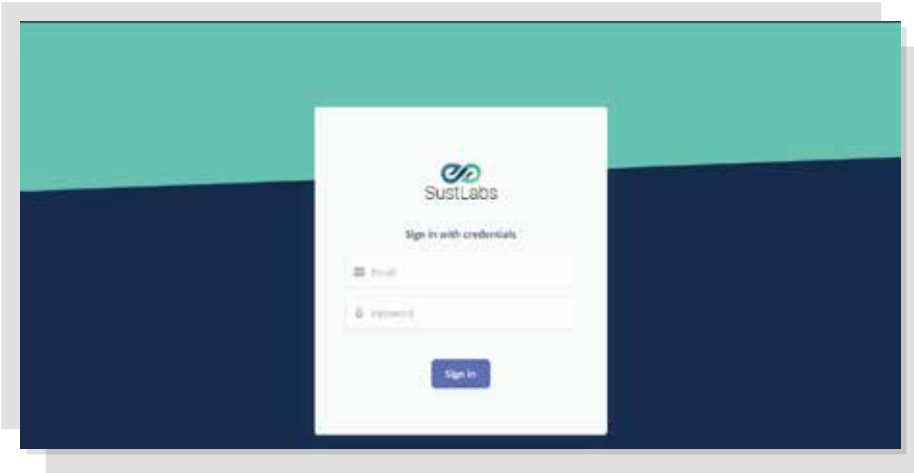 SustLabs
Sign in with credentials
Email
Password
Sign in